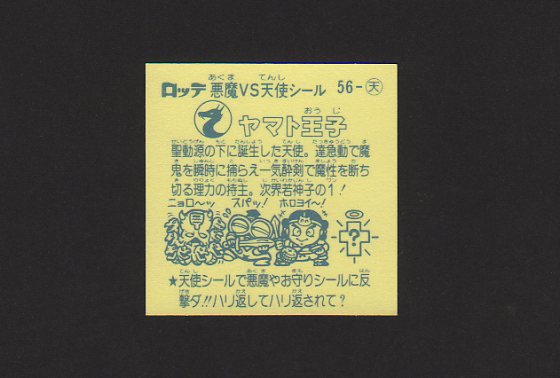 ロッテ 悪魔VS天使シール 56-天
ヤマト王子
聖動源の下に誕生した天使。達急動で魔
鬼を瞬時に捕らえ一気酔剣で魔性を断ち
切る理力の持主。次界若神子の1!
ニョロ〜ッ スパッ! ホロヨイ〜!
?
★天使シールで悪魔やお守りシールに反
撃ダ!!ハリ返してハリ返されて?